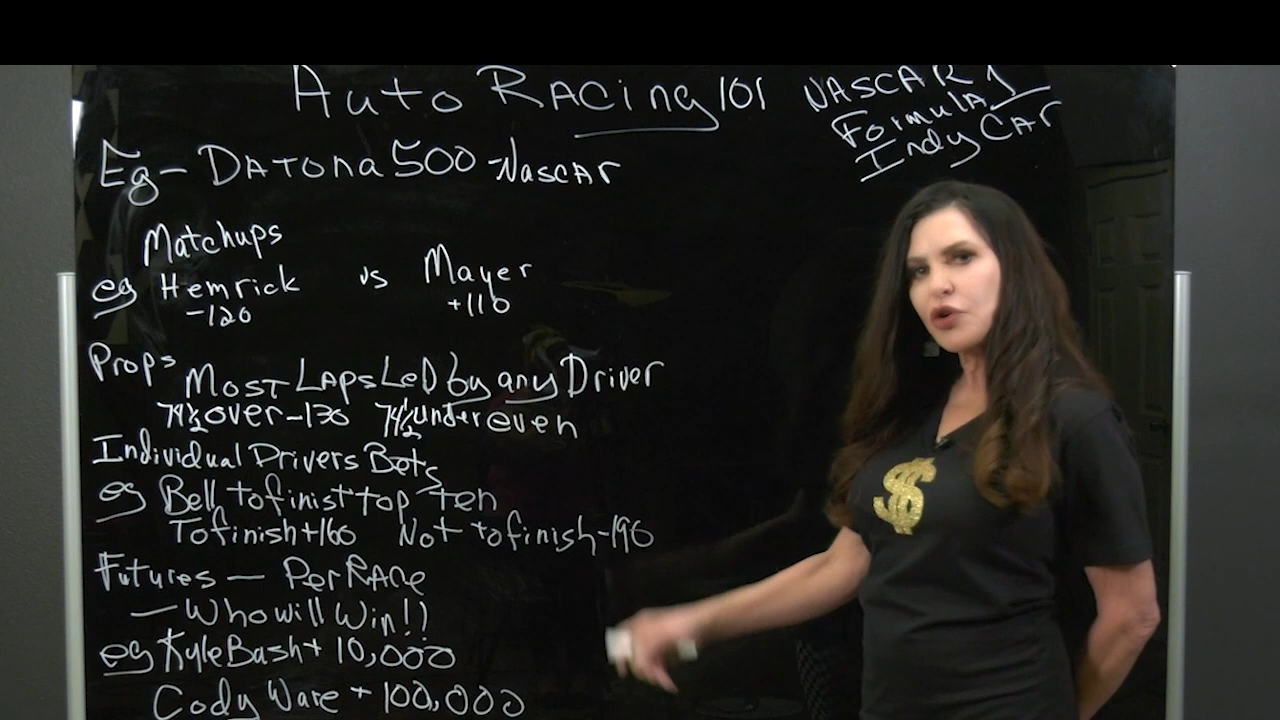 Auto Racing 101
NASCAR
Formula 1
Indy Car
Eg - Datona 500 - Nascar
Matchups
eg Hemrick vs Mayer
-120 +110
Props Most Laps Led by any Driver
74½ over -130 74½ under even
Individual Drivers Bets
eg Bell to finist top ten
To finish +160 Not to finish -190
Futures - Per Race
- Who will Win!!
eg Kyle Bash + 10,000
Cody Ware + 100,000
$